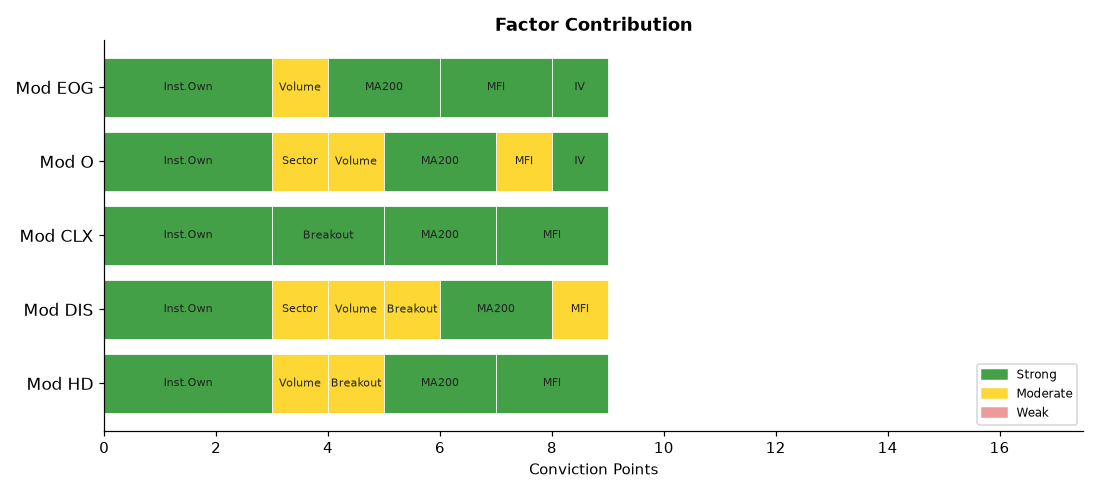 Factor Contribution
Mod EOG Inst.Own Volume MA200 MFI IV
Mod O Inst.Own Sector Volume MA200 MFI IV
Mod CLX Inst.Own Breakout MA200 MFI
Mod DIS Inst.Own Sector Volume Breakout MA200 MFI
Mod HD Inst.Own Volume Breakout MA200 MFI
Strong
Moderate
Weak
0 2 4 6 8 10 12 14 16
Conviction Points